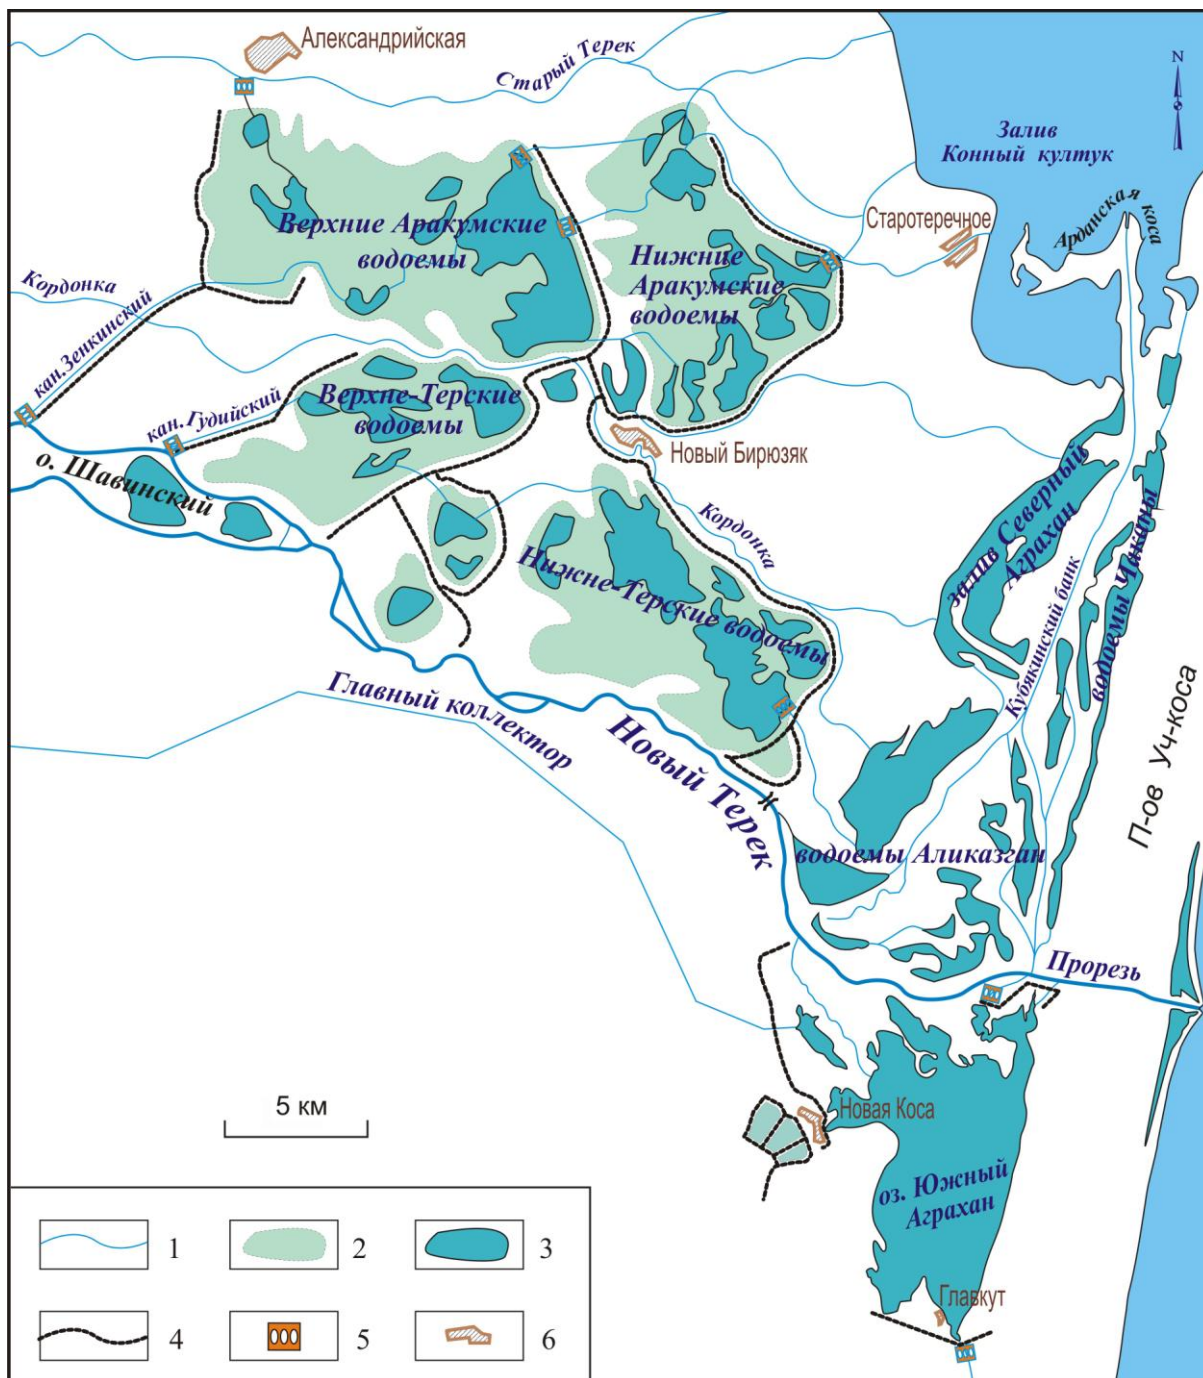 Александрийская
Старый Терек
N
Залив
Конный култук
Арданская коса
Старотеречное
Верхние Аракумские
водоемы
Нижние
Аракумские
водоемы
Кордонка
кан. Зенкинский
кан. Гудийский
Верхне-Терские
водоемы
о. Шавинский
Новый Бирюзяк
Кордонка
залив Северный
Аграхан
водоемы Чаканы
Кубякинский банк
Нижне-Терские водоемы
Главный коллектор
Новый Терек
П-ов Уч-коса
водоемы Аликазган
Прорезь
5 км
Новая Коса
оз. Южный
Аграхан
Главкут
1
2
3
4
5
6